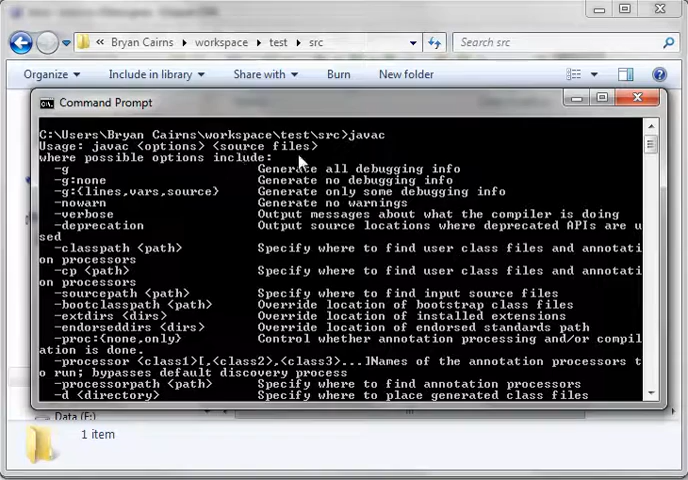 Bryan Cairns
workspace
test
src
Search src
Organize
Include in library
Share with
Burn
New folder
Command Prompt
C:\Users\Bryan Cairns\workspace\test\src>javac
Usage: javac <options> <source files>
where possible options include:
-g Generate all debugging info
-g:none Generate no debugging info
-g:{lines,vars,source} Generate only some debugging info
-nowarn Generate no warnings
-verbose Output messages about what the compiler is doing
-deprecation Output source locations where deprecated APIs are u
sed
-classpath <path> Specify where to find user class files and annotati
on processors
-cp <path> Specify where to find user class files and annotati
on processors
-sourcepath <path> Specify where to find input source files
-bootclasspath <path> Override location of bootstrap class files
-extdirs <dirs> Override location of installed extensions
-endorseddirs <dirs> Override location of endorsed standards path
-proc:{none,only} Control whether annotation processing and/or compil
ation is done.
-processor <class1>[,<class2>,<class3>...]Names of the annotation processors t
o run; bypasses default discovery process
-processorpath <path> Specify where to find annotation processors
-d <directory> Specify where to place generated class files
Data (F:)
1 item